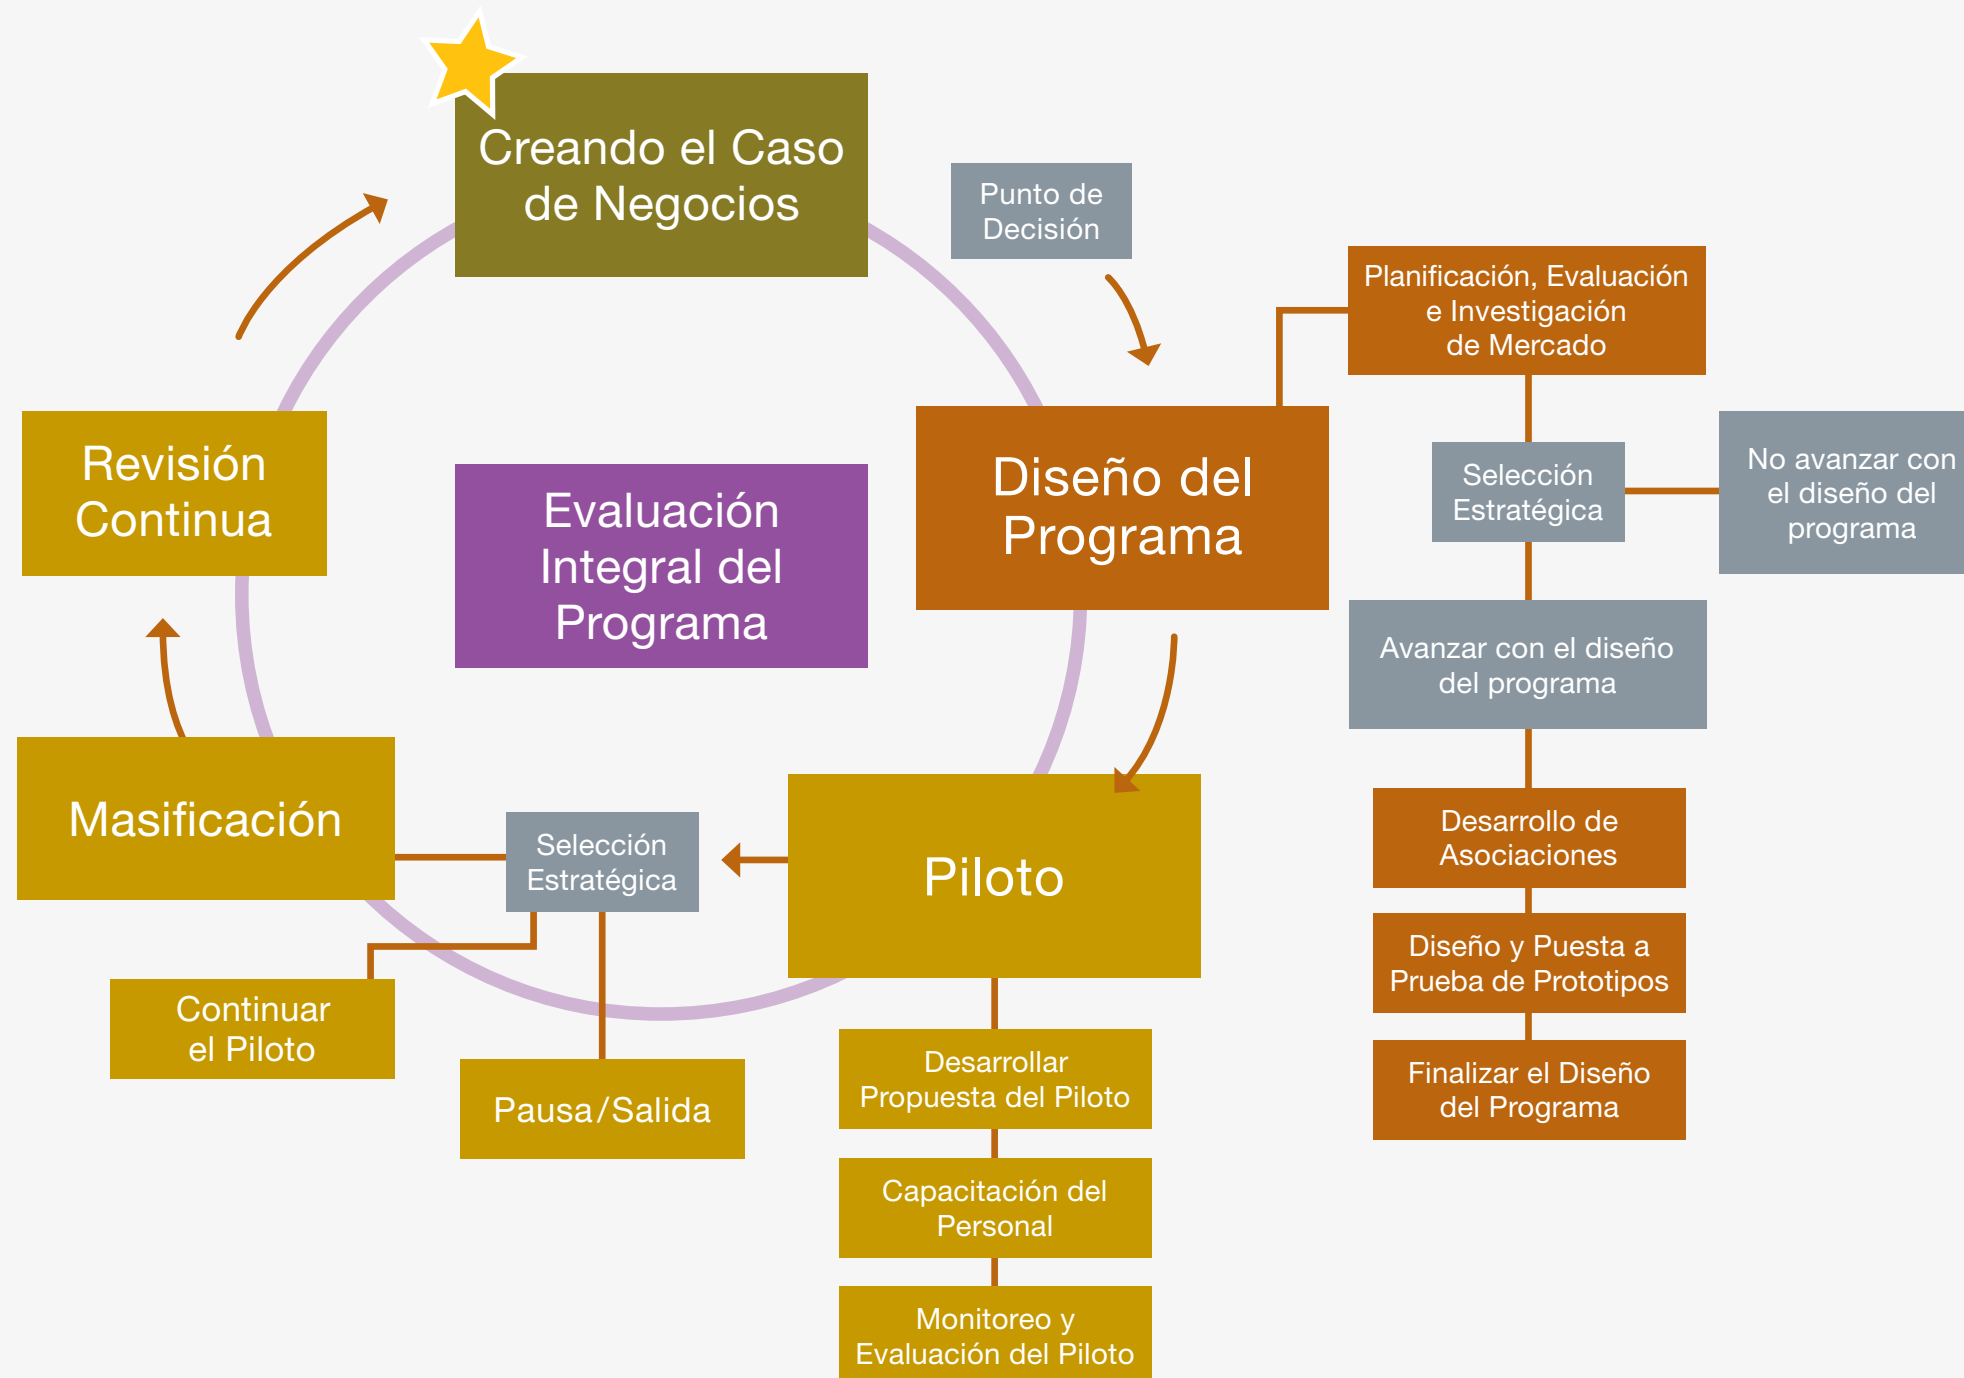 Creando el Caso
de Negocios
Punto de
Decisión
Planificación, Evaluación
e Investigación
de Mercado
Revisión
Continua
Evaluación
Integral del
Programa
Diseño del
Programa
Selección
Estratégica
No avanzar con
el diseño del
programa
Avanzar con el diseño
del programa
Masificación
Selección
Estratégica
Piloto
Desarrollo de
Asociaciones
Diseño y Puesta a
Prueba de Prototipos
Finalizar el Diseño
del Programa
Continuar
el Piloto
Pausa/Salida
Desarrollar
Propuesta del Piloto
Capacitación del
Personal
Monitoreo y
Evaluación del Piloto